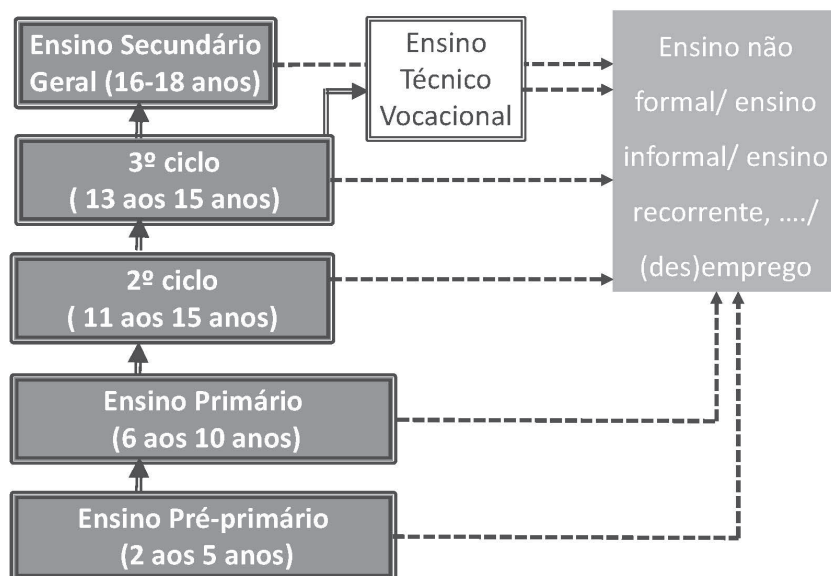 Ensino Secundário
Geral (16-18 anos)
Ensino
Técnico
Vocacional
Ensino não
formal/ ensino
informal/ ensino
recorrente, ..../
(des)emprego
3º ciclo
( 13 aos 15 anos)
2º ciclo
( 11 aos 15 anos)
Ensino Primário
(6 aos 10 anos)
Ensino Pré-primário
(2 aos 5 anos)